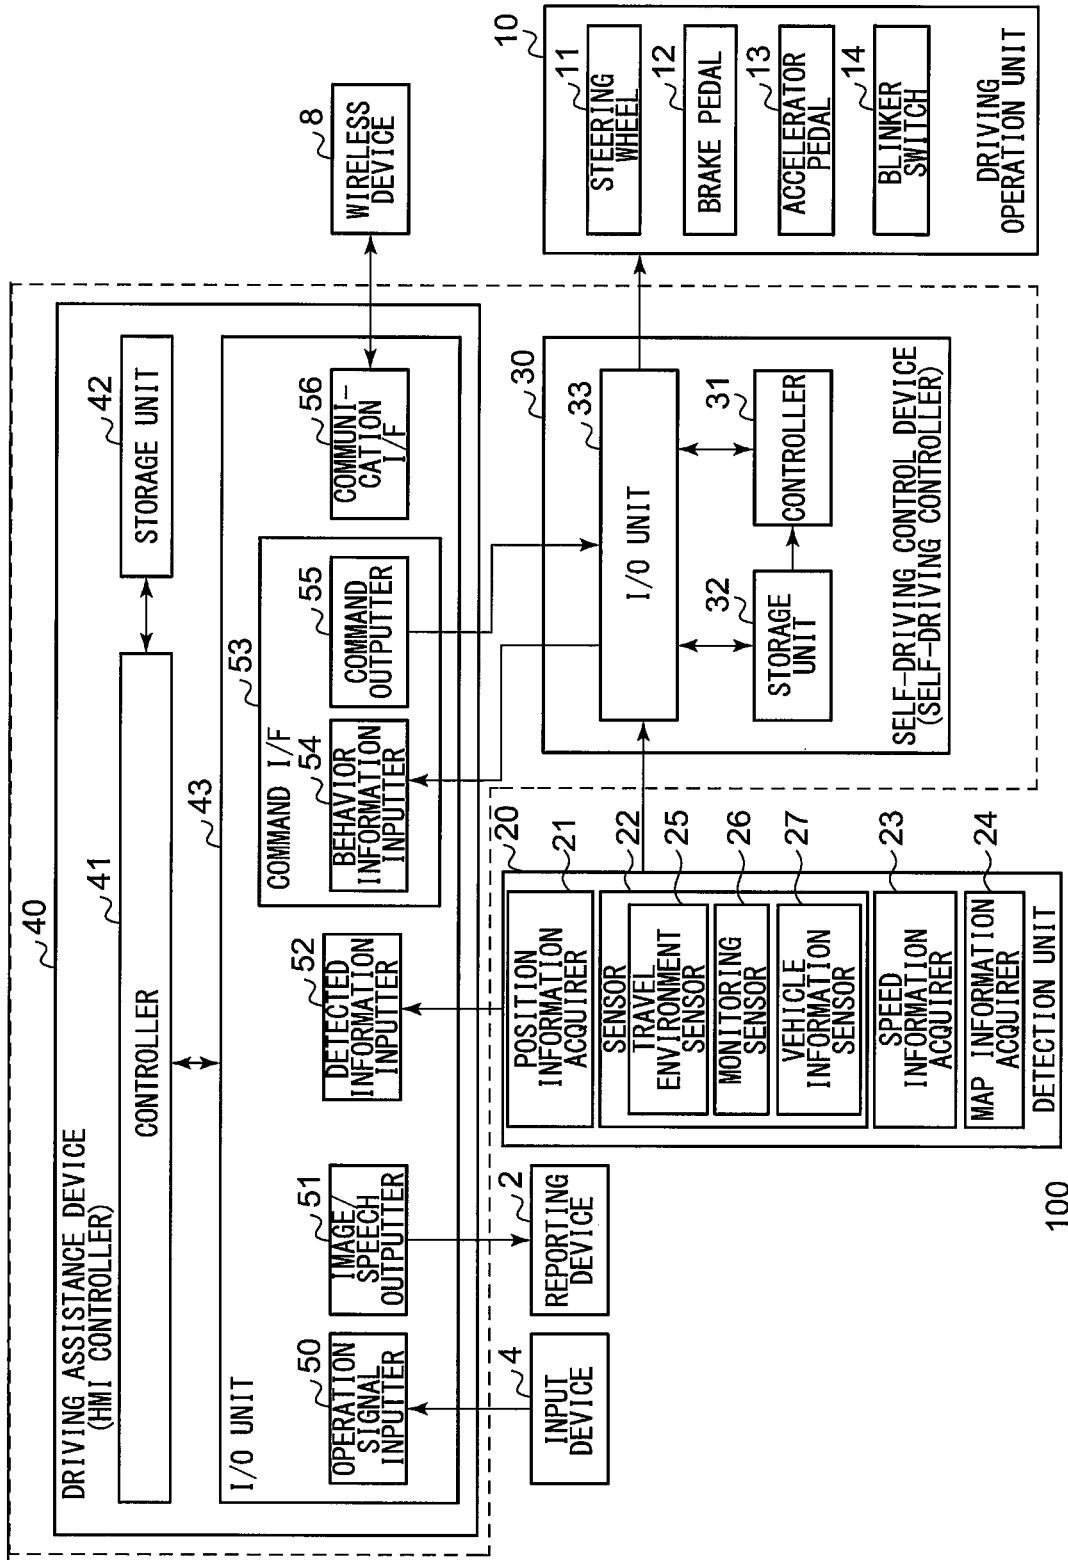 40
DRIVING ASSISTANCE DEVICE
(HMI CONTROLLER)
41
CONTROLLER
42
STORAGE UNIT
43
I/O UNIT
50
OPERATION
SIGNAL
INPUTTER
51
IMAGE/
SPEECH
OUTPUTTER
52
DETECTED
INFORMATION
INPUTTER
53
COMMAND I/F
54
BEHAVIOR
INFORMATION
INPUTTER
55
COMMAND
OUTPUTTER
56
COMMUNI-
CATION
I/F
8
WIRELESS
DEVICE
4
INPUT
DEVICE
2
REPORTING
DEVICE
20
POSITION
INFORMATION
ACQUIRER
21
SENSOR
22
TRAVEL
ENVIRONMENT
SENSOR
25
MONITORING
SENSOR
26
VEHICLE
INFORMATION
SENSOR
27
SPEED
INFORMATION
ACQUIRER
23
MAP INFORMATION
ACQUIRER
24
DETECTION UNIT
30
33
I/O UNIT
32
STORAGE
UNIT
31
CONTROLLER
SELF-DRIVING CONTROL DEVICE
(SELF-DRIVING CONTROLLER)
10
11
STEERING
WHEEL
12
BRAKE PEDAL
13
ACCELERATOR
PEDAL
14
BLINKER
SWITCH
DRIVING
OPERATION UNIT
100